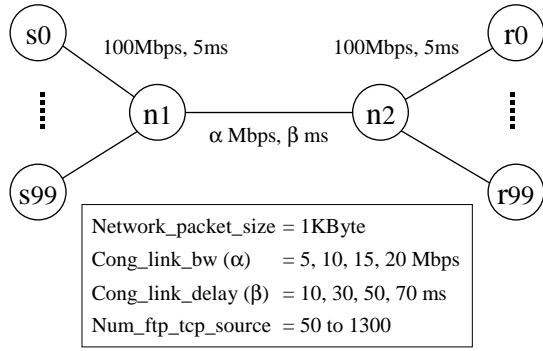 s0
r0
100Mbps, 5ms
100Mbps, 5ms
n1
n2
α Mbps, β ms
s99
r99
Network_packet_size = 1KByte
Cong_link_bw (α) = 5, 10, 15, 20 Mbps
Cong_link_delay (β) = 10, 30, 50, 70 ms
Num_ftp_tcp_source = 50 to 1300